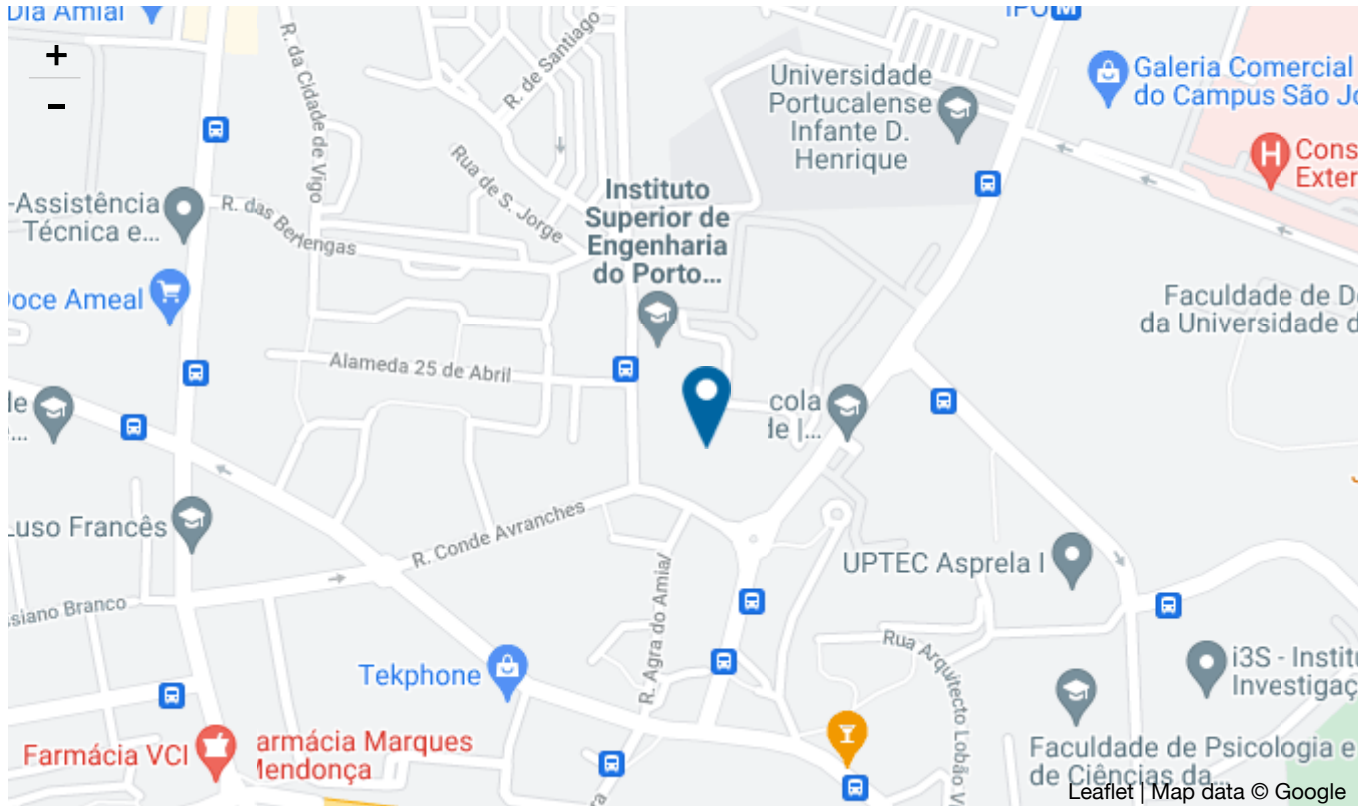 Dia Amial
IPO M
+
-
R. da Cidade de Vigo
R. de Santiago
Universidade
Portucalense
Infante D.
Henrique
Galeria Comercial
do Campus São Jo
H
Cons
Exter
Rua de S. Jorge
-Assistência
Técnica e...
R. das Berlengas
Instituto
Superior de
Engenharia
do Porto...
oce Ameal
Faculdade de D
da Universidade d
Alameda 25 de Abril
cola
de I...
le
...
Luso Francês
R. Conde Avranches
UPTEC Asprela I
siano Branco
R. Agra do Amial
Rua Arquitecto Lobão V
Tekphone
i3S - Institu
Investigaç
Farmácia VCI
armácia Marques
Mendonça
Faculdade de Psicologia e
de Ciências da...
Leaflet | Map data © Google